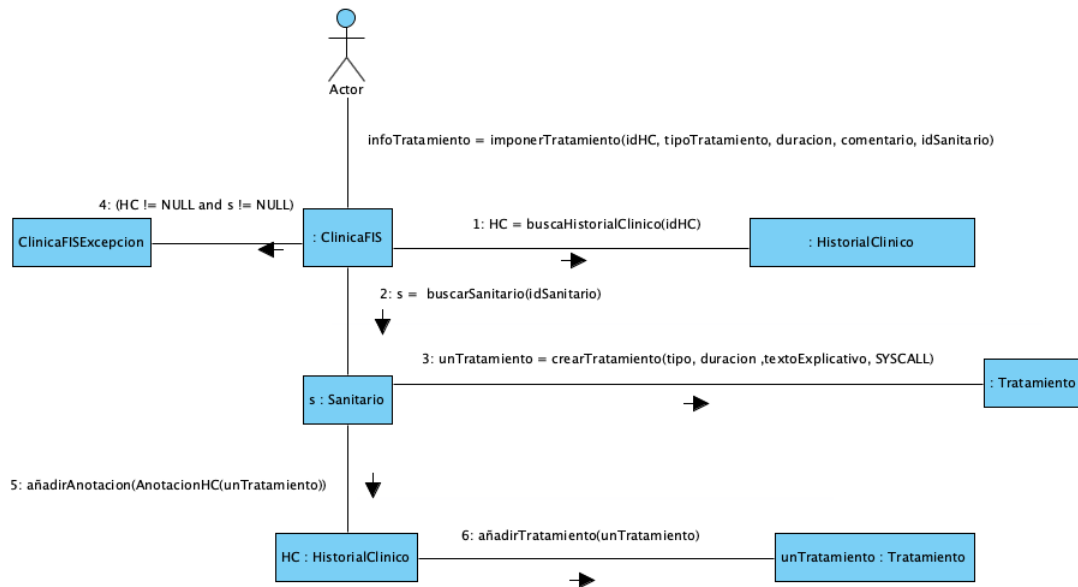 Actor
infoTratamiento = imponerTratamiento(idHC, tipoTratamiento, duracion, comentario, idSanitario)
4: (HC != NULL and s != NULL)
1: HC = buscaHistorialClinico(idHC)
ClinicaFISExcepcion
: ClinicaFIS
: HistorialClinico
2: s =  buscarSanitario(idSanitario)
3: unTratamiento = crearTratamiento(tipo, duracion ,textoExplicativo, SYSCALL)
: Tratamiento
s : Sanitario
5: añadirAnotacion(AnotacionHC(unTratamiento))
6: añadirTratamiento(unTratamiento)
HC : HistorialClinico
unTratamiento : Tratamiento